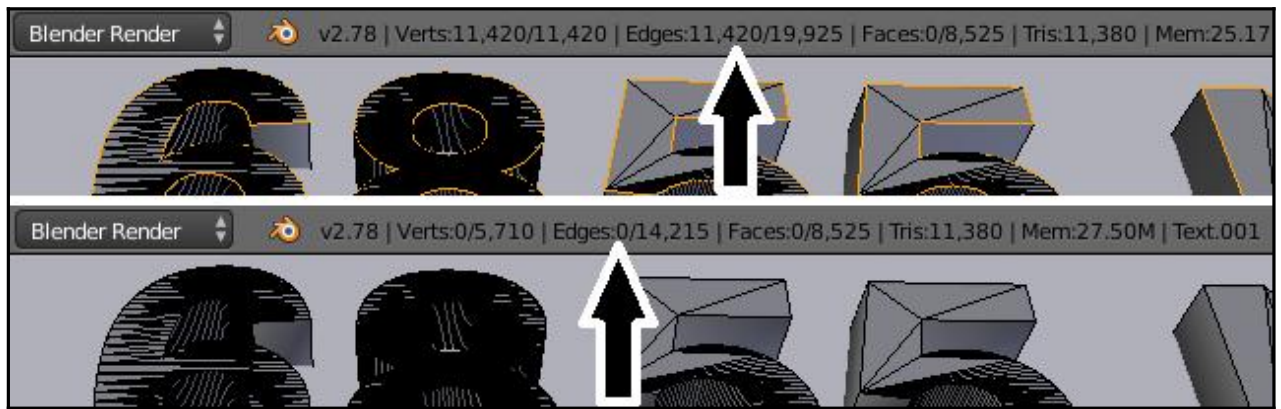 Blender Render v2.78 | Verts:11,420/11,420 | Edges:11,420/19,925 | Faces:0/8,525 | Tris:11,380 | Mem:25.17
Blender Render v2.78 | Verts:0/5,710 | Edges:0/14,215 | Faces:0/8,525 | Tris:11,380 | Mem:27.50M | Text.001